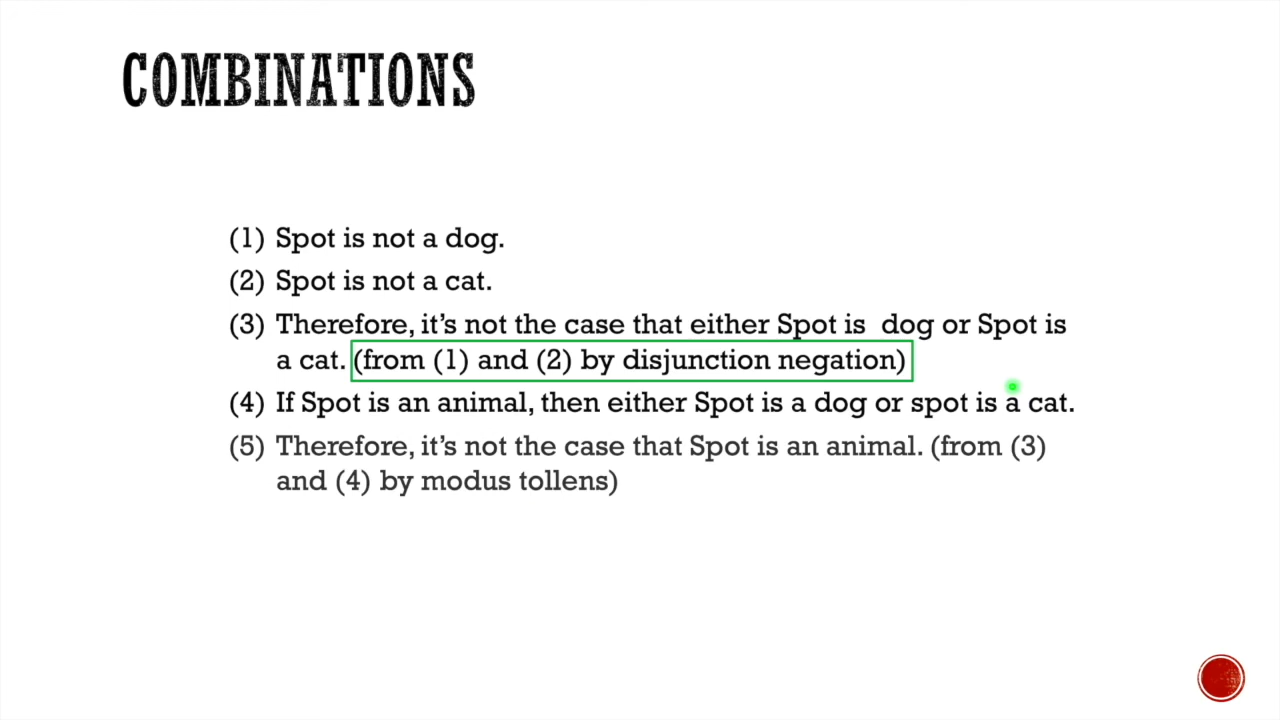 COMBINATIONS
(1) Spot is not a dog.
(2) Spot is not a cat.
(3) Therefore, it's not the case that either Spot is dog or Spot is
a cat. (from (1) and (2) by disjunction negation)
(4) If Spot is an animal, then either Spot is a dog or spot is a cat.
(5) Therefore, it's not the case that Spot is an animal. (from (3)
and (4) by modus tollens)